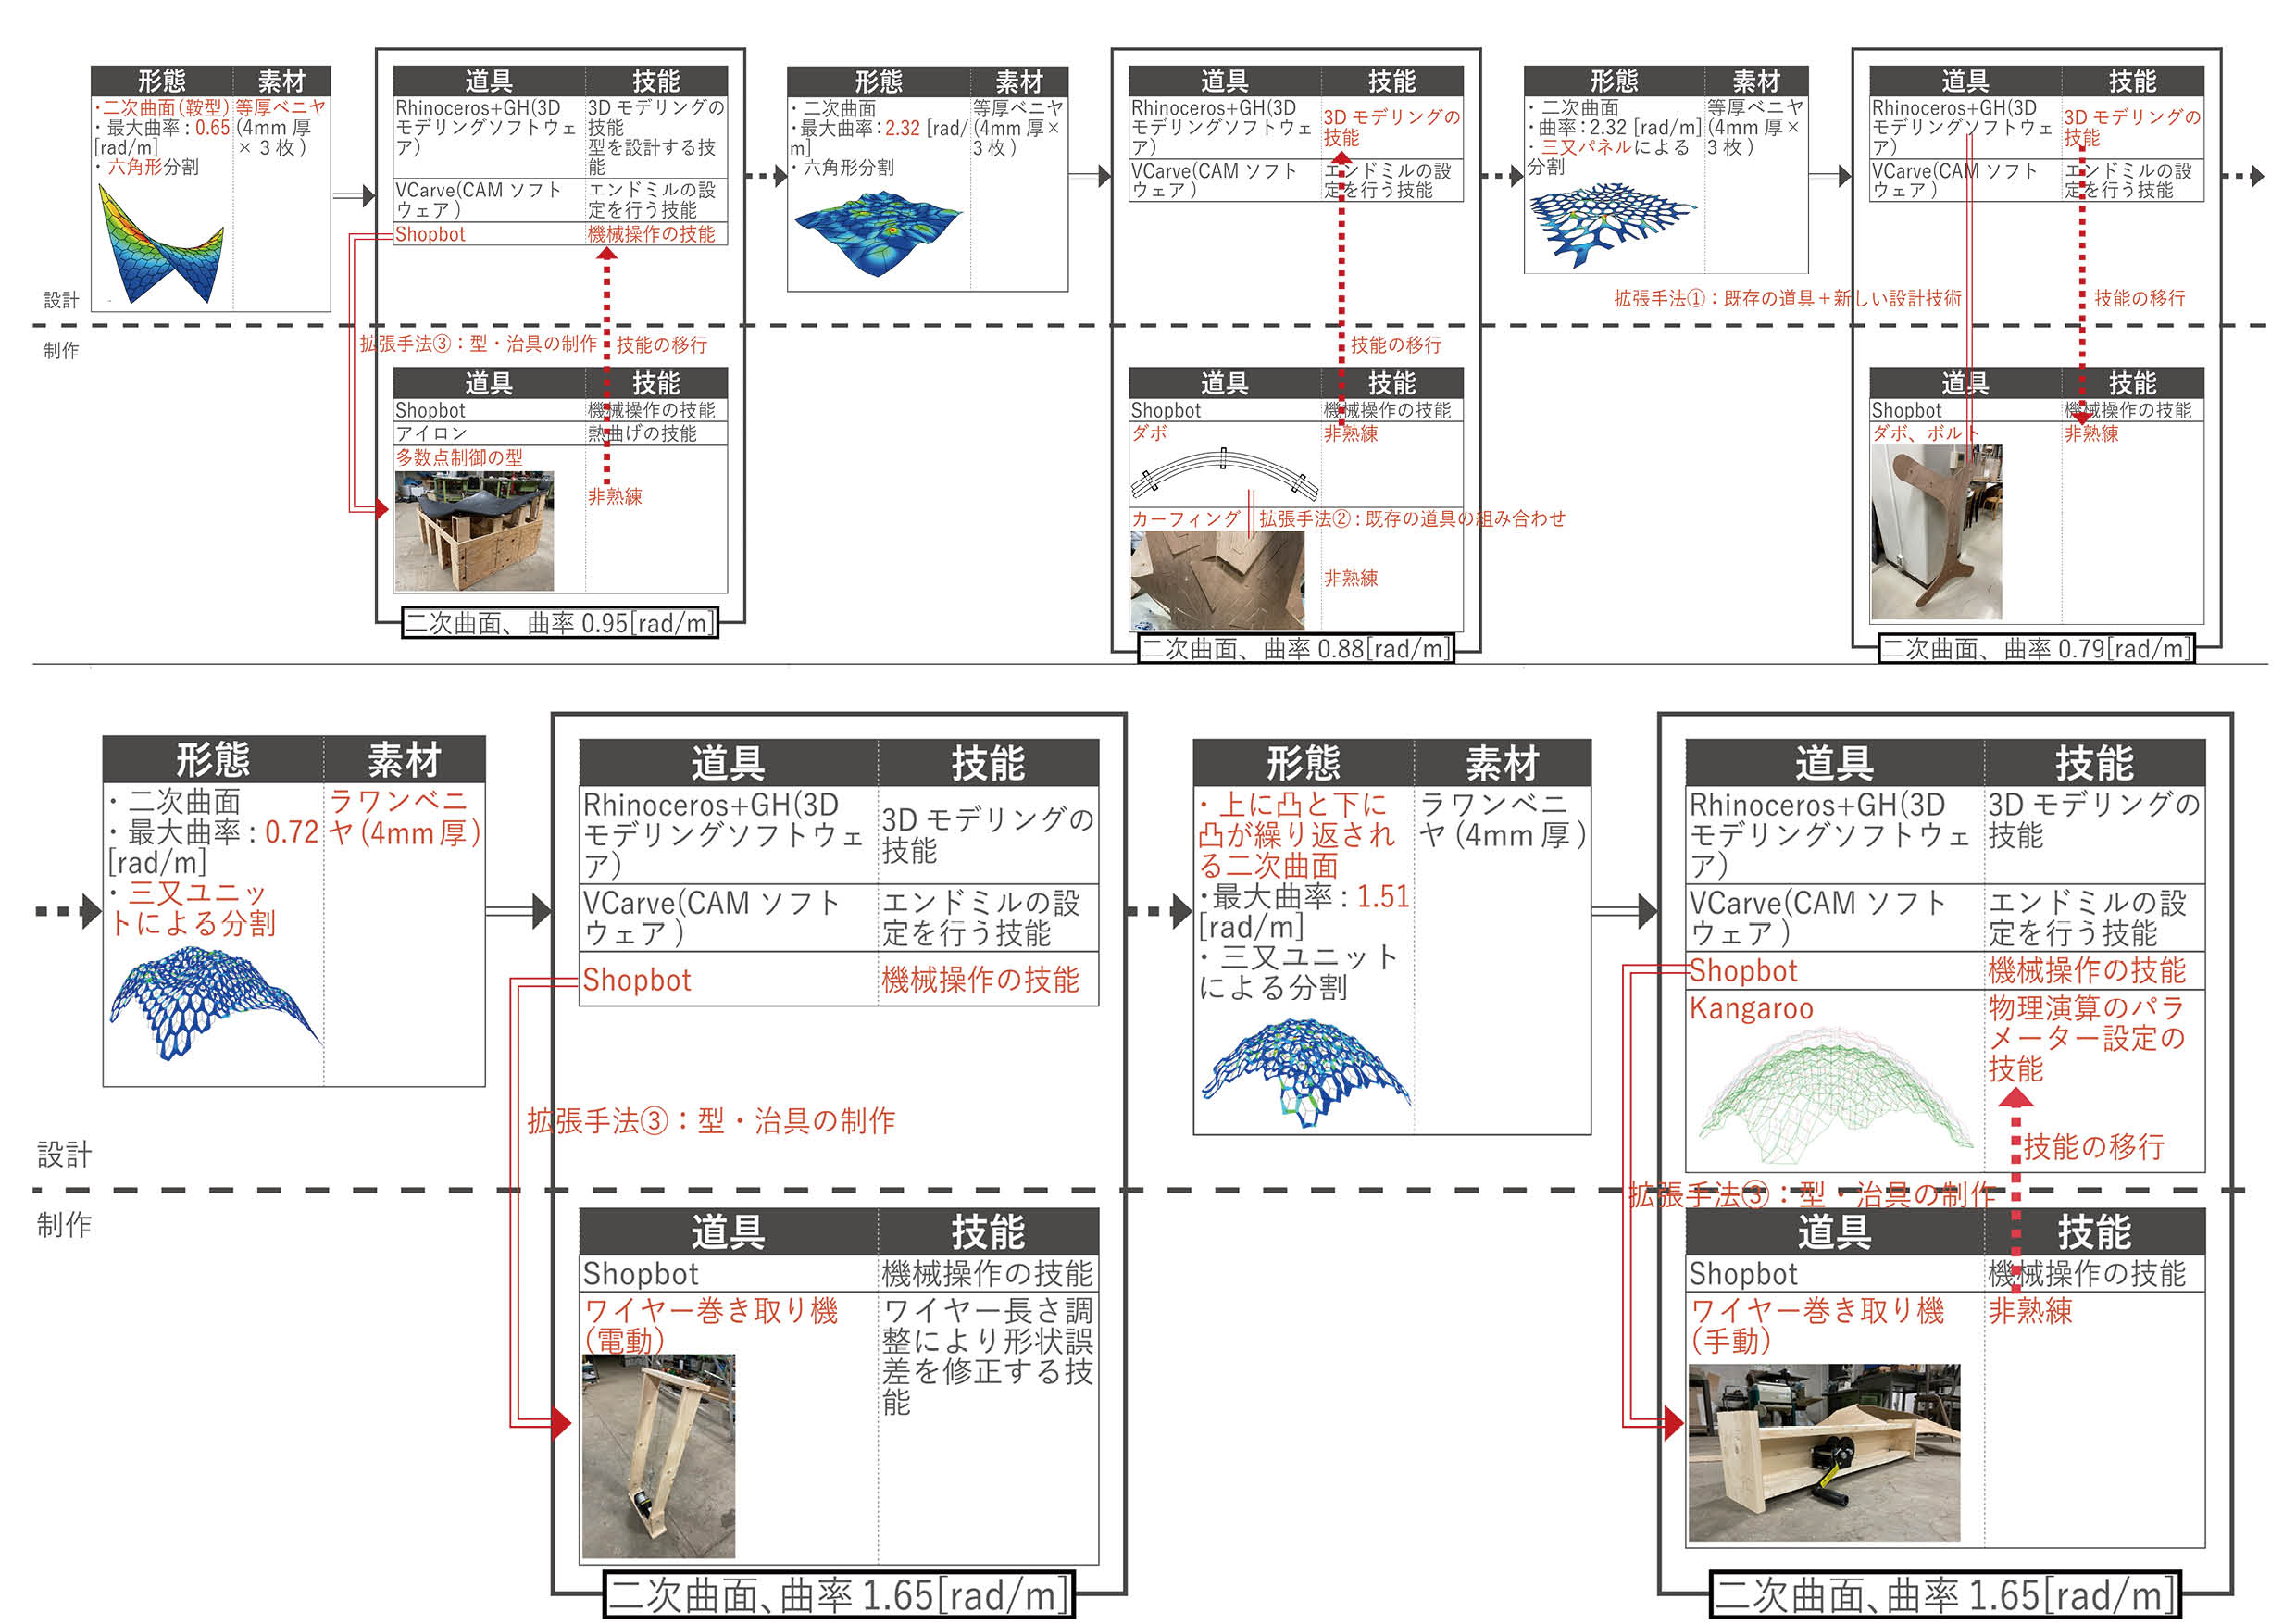 形態 素材
・二次曲面(鞍型) 等厚ベニヤ
・最大曲率：0.65 (4mm 厚
[rad/m] × 3 枚 )
・六角形分割
道具 技能
Rhinoceros+GH(3D 3D モデリングの
モデリングソフトウェ 技能
ア) 型を設計する技
能
VCarve(CAM ソフト エンドミルの設
ウェア ) 定を行う技能
Shopbot 機械操作の技能
形態 素材
・二次曲面 等厚ベニヤ
・最大曲率：2.32 [rad/ (4mm 厚×
m] 3 枚 )
・六角形分割
道具 技能
Rhinoceros+GH(3D 3D モデリングの
モデリングソフトウェ 技能
ア)
VCarve(CAM ソフト エンドミルの設
ウェア ) 定を行う技能
形態 素材
・二次曲面 等厚ベニヤ
・曲率：2.32 [rad/m] (4mm 厚×
・三又パネルによる 3 枚 )
分割
道具 技能
Rhinoceros+GH(3D 3D モデリングの
モデリングソフトウェ 技能
ア)
VCarve(CAM ソフト エンドミルの設
ウェア ) 定を行う技能
設計
拡張手法①：既存の道具＋新しい設計技術 技能の移行
制作
拡張手法③：型・治具の制作 技能の移行
技能の移行
道具 技能
Shopbot 機械操作の技能
アイロン 熱曲げの技能
多数点制御の型
非熟練
二次曲面、曲率 0.95[rad/m]
道具 技能
Shopbot 機械操作の技能
ダボ 非熟練
カーフィング 拡張手法②：既存の道具の組み合わせ
非熟練
二次曲面、曲率 0.88[rad/m]
道具 技能
Shopbot 機械操作の技能
ダボ、ボルト 非熟練
二次曲面、曲率 0.79[rad/m]
形態 素材
・二次曲面 ラワンベニ
・最大曲率：0.72 ヤ (4mm 厚)
[rad/m]
・三又ユニッ
トによる分割
道具 技能
Rhinoceros+GH(3D 3D モデリングの
モデリングソフトウェ 技能
ア)
VCarve(CAM ソフト エンドミルの設
ウェア ) 定を行う技能
Shopbot 機械操作の技能
形態 素材
・上に凸と下に ラワンベニ
凸が繰り返され ヤ (4mm 厚 )
る二次曲面
・最大曲率：1.51
[rad/m]
・三又ユニット
による分割
道具 技能
Rhinoceros+GH(3D 3D モデリングの
モデリングソフトウェ 技能
ア)
VCarve(CAM ソフト エンドミルの設
ウェア ) 定を行う技能
Shopbot 機械操作の技能
Kangaroo 物理演算のパラ
メーター設定の
技能
拡張手法③：型・治具の制作
技能の移行
設計
拡張手法③：型・治具の制作
制作
道具 技能
Shopbot 機械操作の技能
ワイヤー巻き取り機 ワイヤー長さ調
(電動) 整により形状誤
差を修正する技
能
二次曲面、曲率 1.65[rad/m]
道具 技能
Shopbot 機械操作の技能
ワイヤー巻き取り機 非熟練
(手動)
二次曲面、曲率 1.65[rad/m]